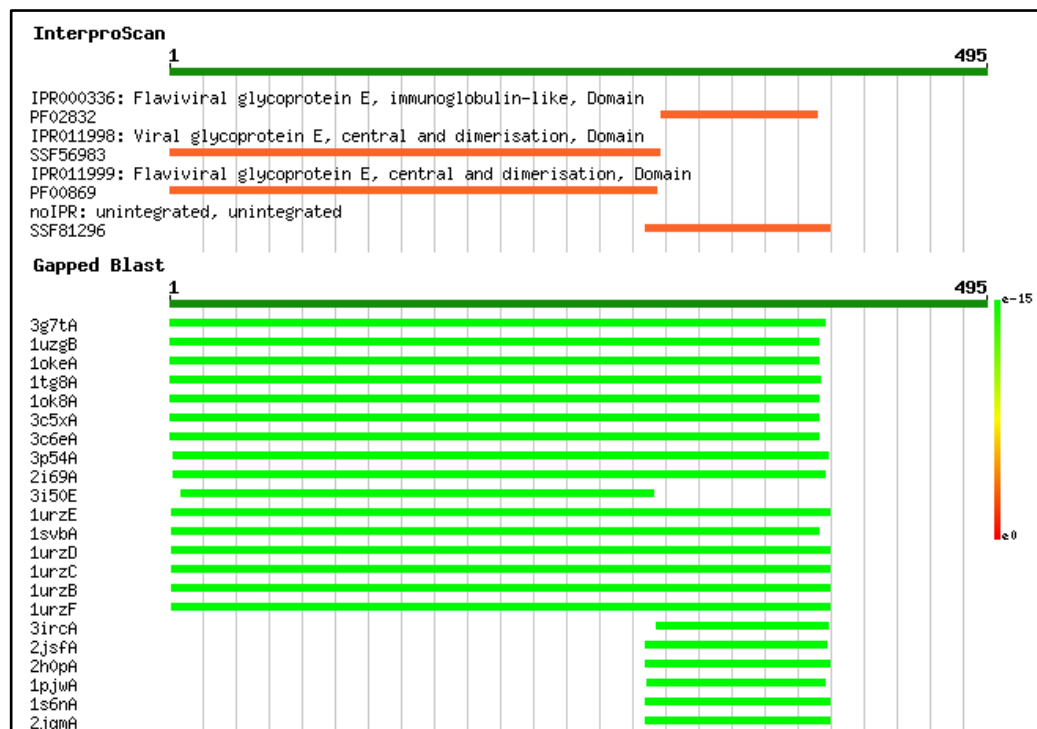 InterproScan
1 495
IPR000336: Flaviviral glycoprotein E, immunoglobulin-like, Domain
PF02832
IPR011998: Viral glycoprotein E, central and dimerisation, Domain
SSF56983
IPR011999: Flaviviral glycoprotein E, central and dimerisation, Domain
PF00869
noIPR: unintegrated, unintegrated
SSF81296
Gapped Blast
1 495
e-15
3g7tA
1uzgB
1okeA
1tg8A
1ok8A
3c5xA
3c6eA
3p54A
2i69A
3i50E
1urzE
1svbA
e0
1urzD
1urzC
1urzB
1urzF
3ircA
2jsfA
2h0pA
1pjwA
1s6nA
2jqmA